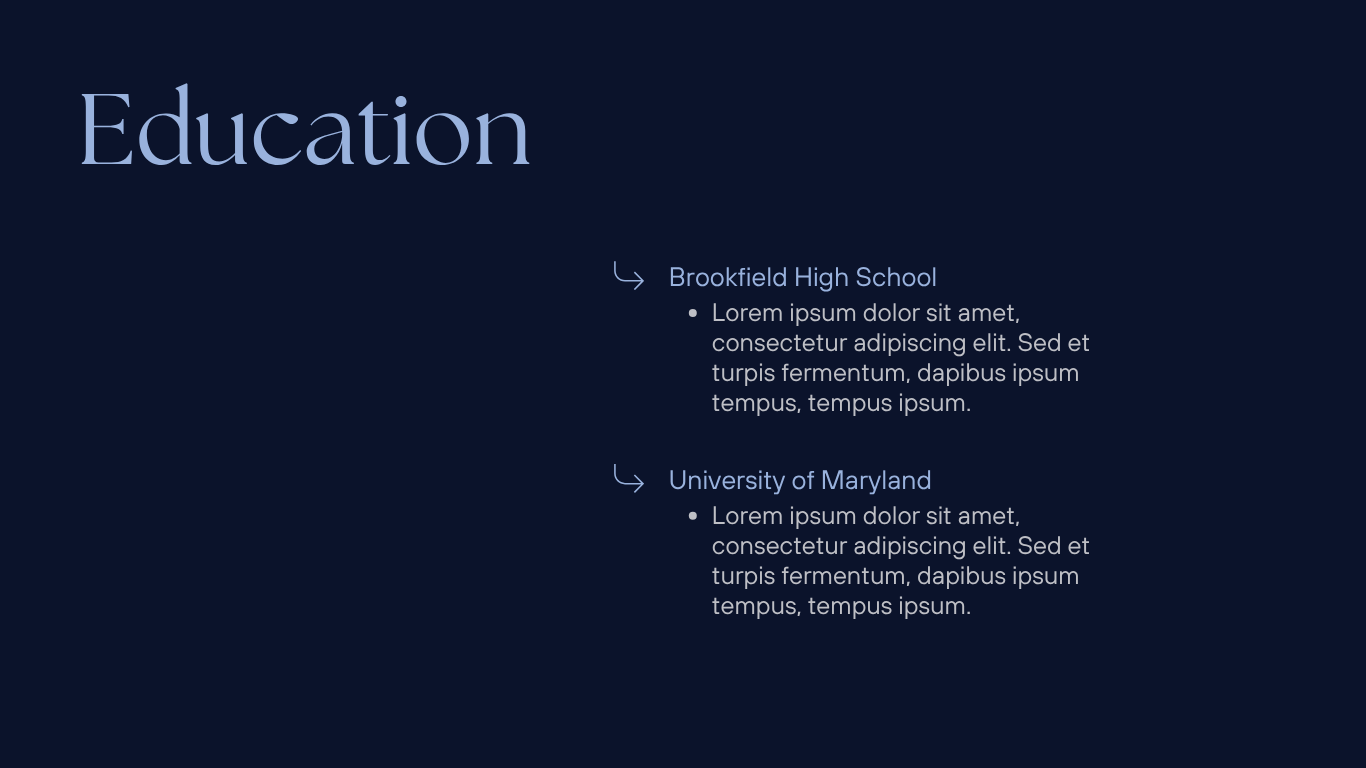 Education
Brookfield High School
• Lorem ipsum dolor sit amet,
consectetur adipiscing elit. Sed et
turpis fermentum, dapibus ipsum
tempus, tempus ipsum.
University of Maryland
• Lorem ipsum dolor sit amet,
consectetur adipiscing elit. Sed et
turpis fermentum, dapibus ipsum
tempus, tempus ipsum.